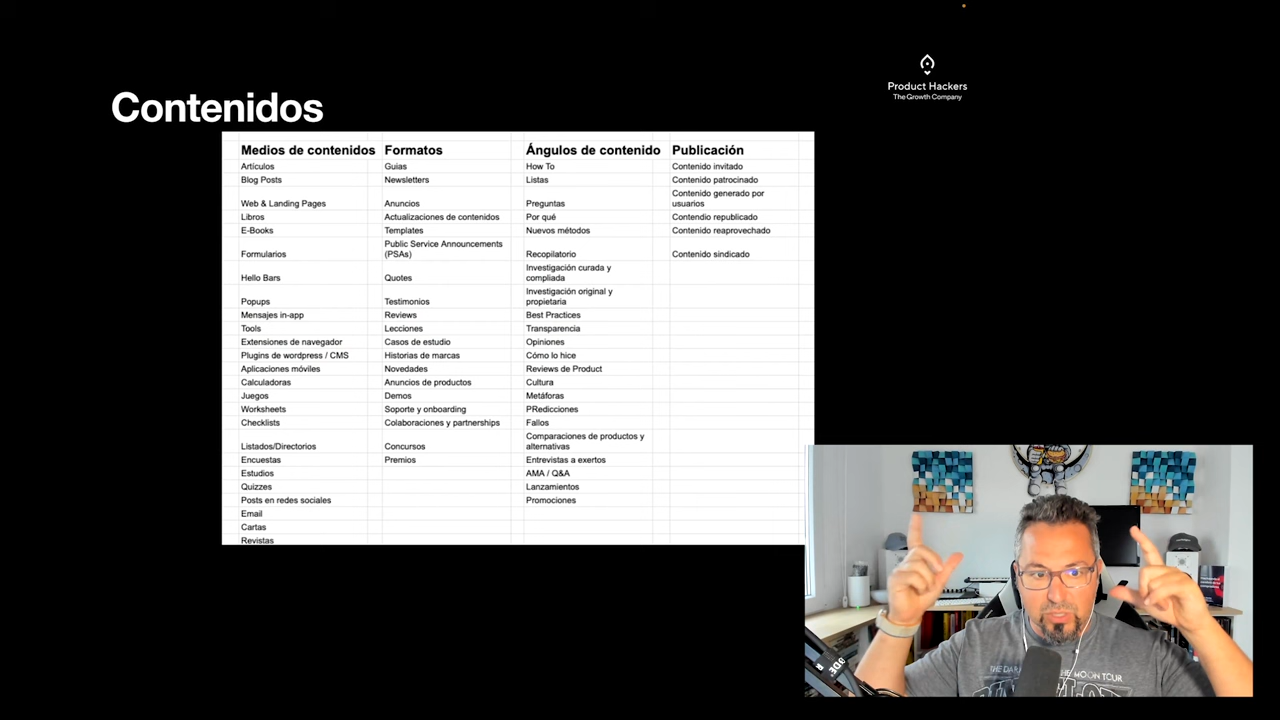 Product Hackers
The Growth Company
Contenidos
Medios de contenidos Formatos Ángulos de contenido Publicación
Artículos Guias How To Contenido invitado
Blog Posts Newsletters Listas Contenido patrocinado
Contenido generado por
Web & Landing Pages Anuncios Preguntas usuarios
Libros Actualizaciones de contenidos Por qué Contendio republicado
E-Books Templates Nuevos métodos Contenido reaprovechado
Public Service Announcements
Formularios (PSAs) Recopilatorio Contenido sindicado
Investigación curada y
Hello Bars Quotes compliada
Investigación original y
Popups Testimonios propietaria
Mensajes in-app Reviews Best Practices
Tools Lecciones Transparencia
Extensiones de navegador Casos de estudio Opiniones
Plugins de wordpress / CMS Historias de marcas Cómo lo hice
Aplicaciones móviles Novedades Reviews de Product
Calculadoras Anuncios de productos Cultura
Juegos Demos Metáforas
Worksheets Soporte y onboarding PRedicciones
Checklists Colaboraciones y partnerships Fallos
Comparaciones de productos y
Listados/Directorios Concursos alternativas
Encuestas Premios Entrevistas a exertos
Estudios AMA / Q&A
Quizzes Lanzamientos
Posts en redes sociales Promociones
Email
Cartas
Revistas
THE DAR
MOON TOUR